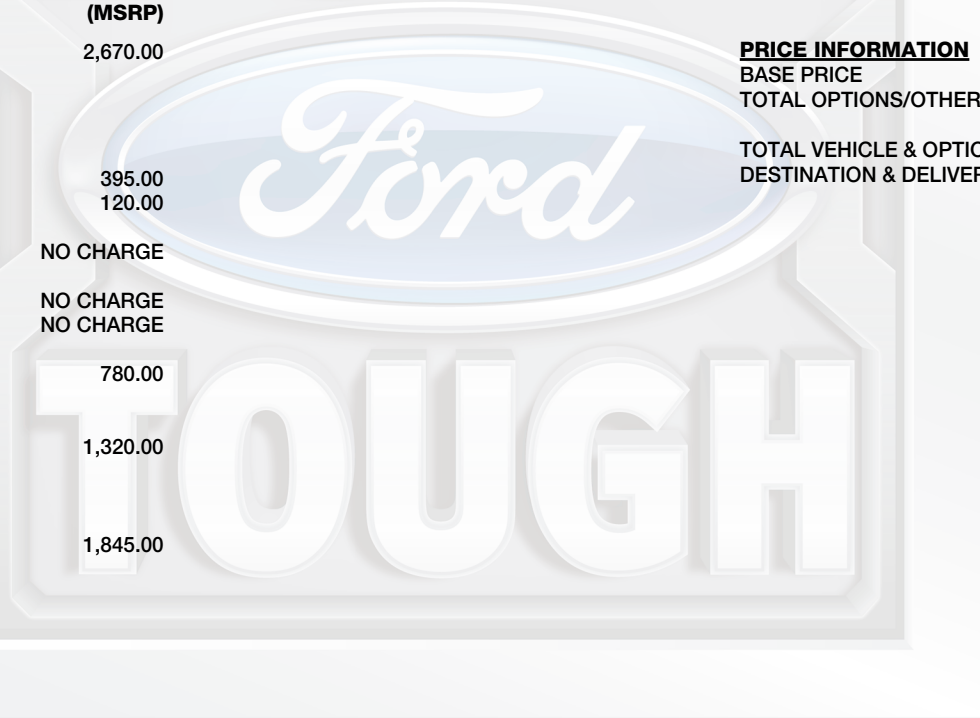 (MSRP)
2,670.00
395.00
120.00
NO CHARGE
NO CHARGE
NO CHARGE
780.00
1,320.00
1,845.00
PRICE INFORMATION
BASE PRICE
TOTAL OPTIONS/OTHER
TOTAL VEHICLE & OPTIO
DESTINATION & DELIVER
Ford
TOUGH